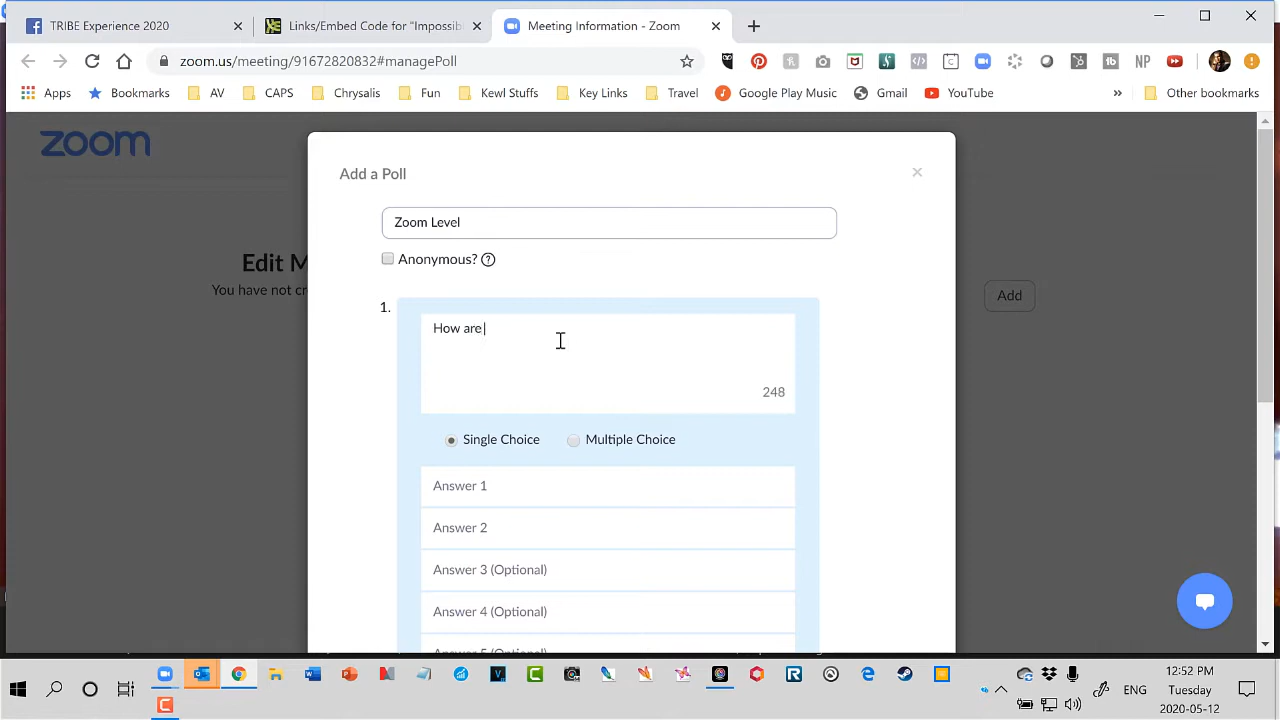 TRIBE Experience 2020
Links/Embed Code for "Impossib
Meeting Information - Zoom
zoom.us/meeting/91672820832#managePoll
Apps
Bookmarks
AV
CAPS
Chrysalis
Fun
Kewl Stuffs
Key Links
Travel
Google Play Music
Gmail
YouTube
»
Other bookmarks
zoom
Add a Poll
Zoom Level
Anonymous?
Edit M
You have not cr
Add
1.
How are
248
Single Choice
Multiple Choice
Answer 1
Answer 2
Answer 3 (Optional)
Answer 4 (Optional)
ENG
12:52 PM
Tuesday
2020-05-12